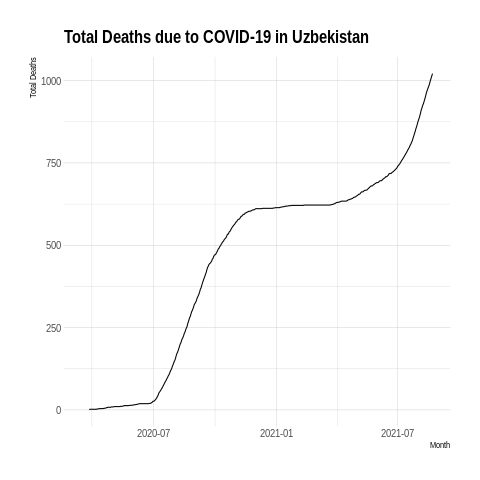 Total Deaths due to COVID-19 in Uzbekistan
Total Deaths
1000
750
500
250
0
2020-07
2021-01
2021-07
Month